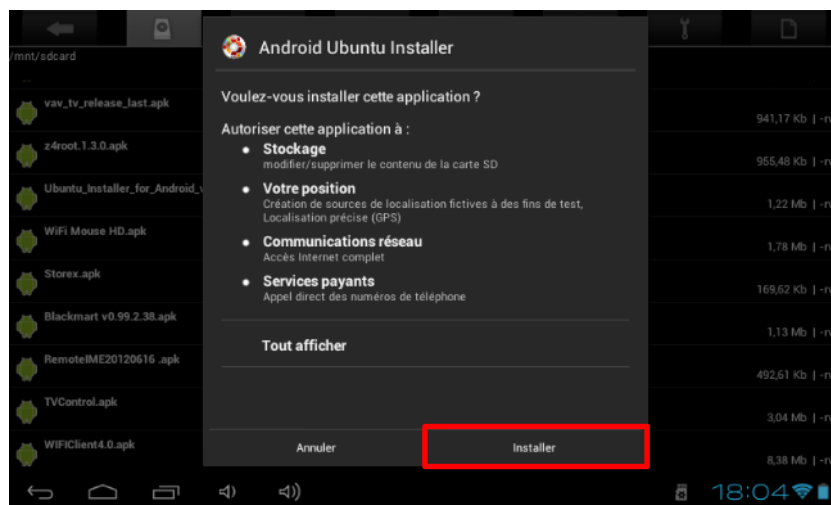 /mnt/sdcard
Android Ubuntu Installer
Voulez-vous installer cette application ?
Autoriser cette application à :
• Stockage
modifier/supprimer le contenu de la carte SD
• Votre position
Création de sources de localisation fictives à des fins de test,
Localisation précise (GPS)
• Communications réseau
Accès Internet complet
• Services payants
Appel direct des numéros de téléphone
Tout afficher
Annuler
Installer
..
vav_tv_release_last.apk
941,17 Kb | -r
z4root.1.3.0.apk
955,48 Kb | -r
Ubuntu_Installer_for_Android_v
1,22 Mb | -r
WiFi Mouse HD.apk
1,78 Mb | -r
Storex.apk
169,62 Kb | -r
Blackmart v0.99.2.38.apk
1,13 Mb | -r
RemoteIME20120616 .apk
492,61 Kb | -r
TVControl.apk
3,04 Mb | -r
WIFIClient4.0.apk
8,38 Mb | -r
18:04